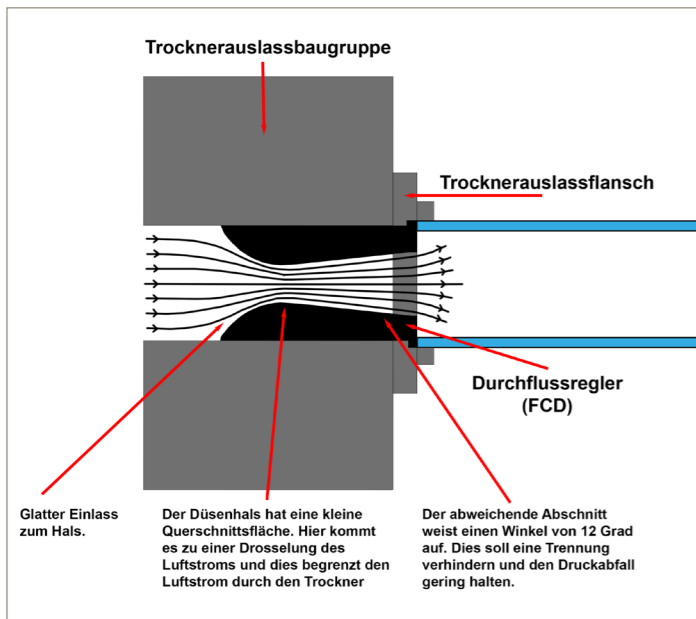 Trocknerauslassbaugruppe
Trocknerauslassflansch
Durchflussregler
(FCD)
Glatter Einlass
zum Hals.
Der Düsenhals hat eine kleine
Querschnittsfläche. Hier kommt
es zu einer Drosselung des
Luftstroms und dies begrenzt den
Luftstrom durch den Trockner
Der abweichende Abschnitt
weist einen Winkel von 12 Grad
auf. Dies soll eine Trennung
verhindern und den Druckabfall
gering halten.